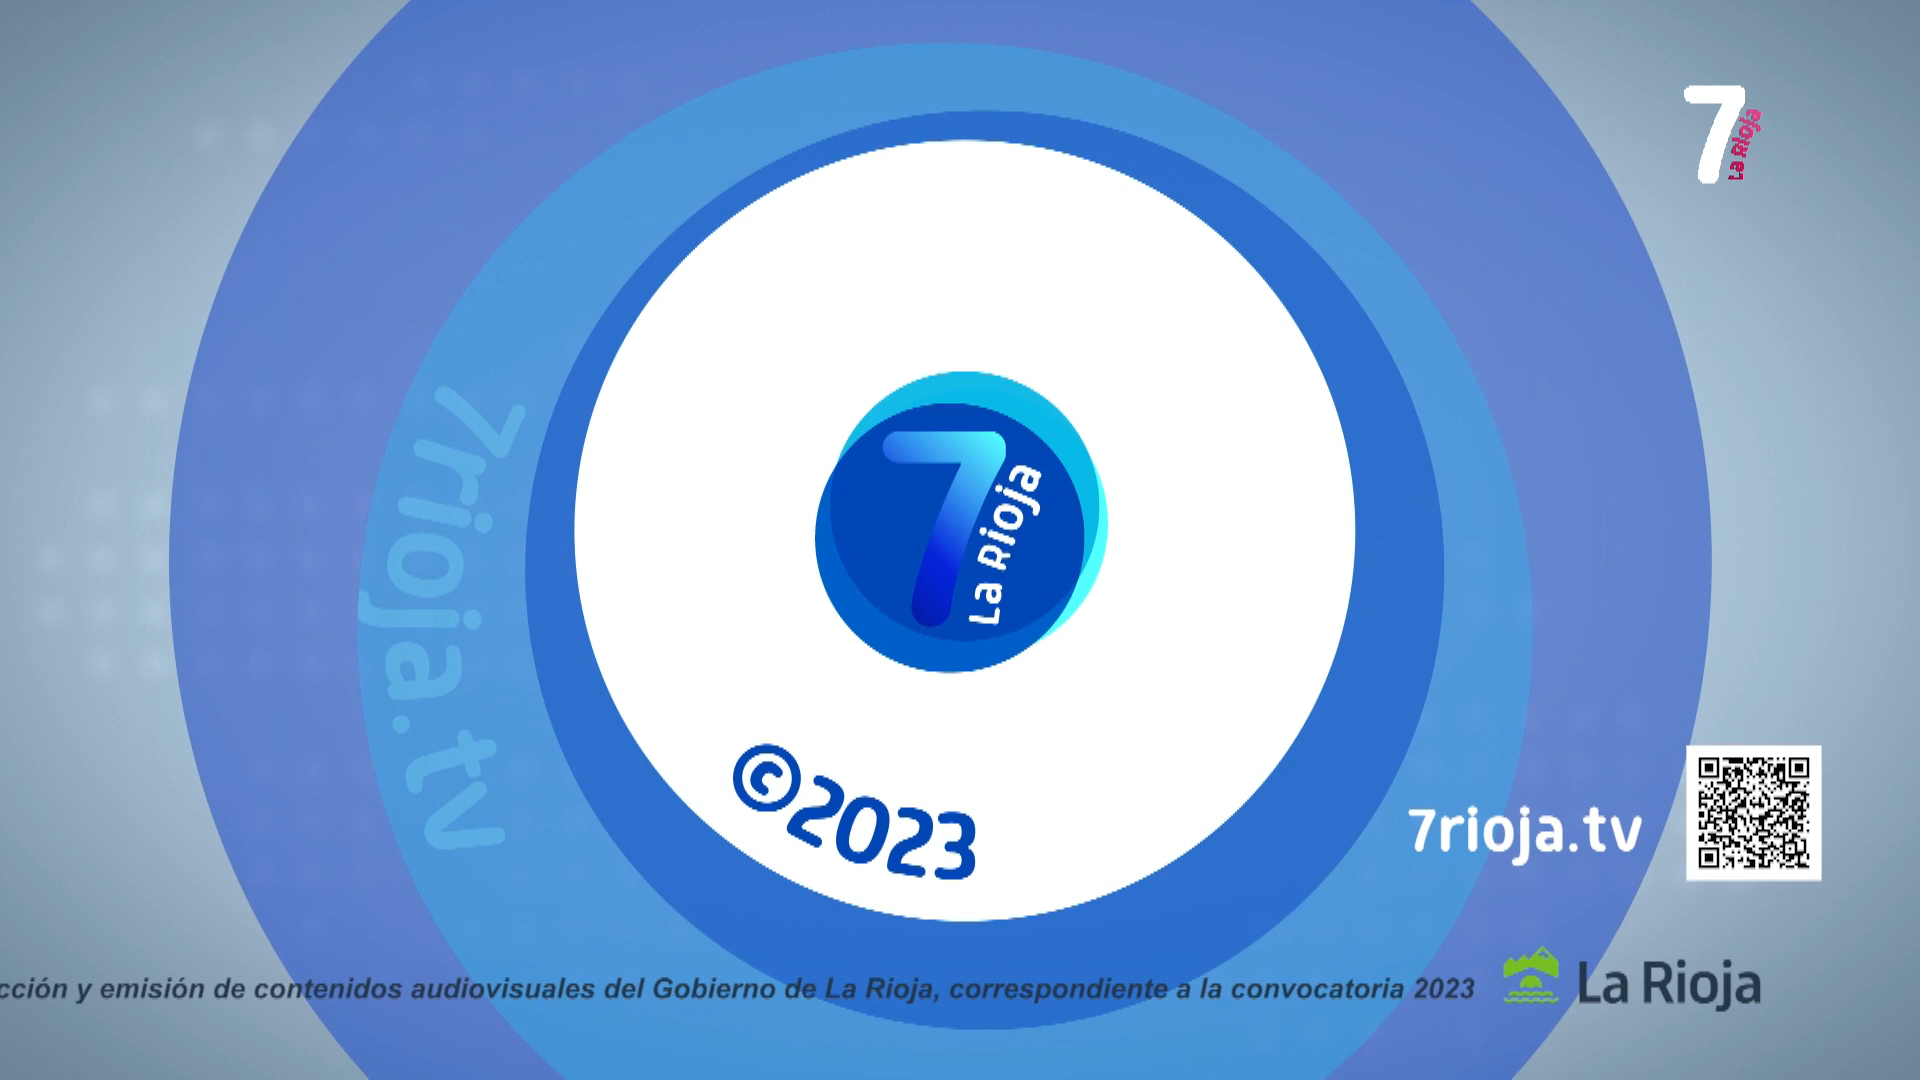 7 La Rioja
7rioja.tv
7 La Rioja
©2023
7rioja.tv
y emisión de contenidos audiovisuales del Gobierno de La Rioja, correspondiente a la convocatoria 2023
La Rioja